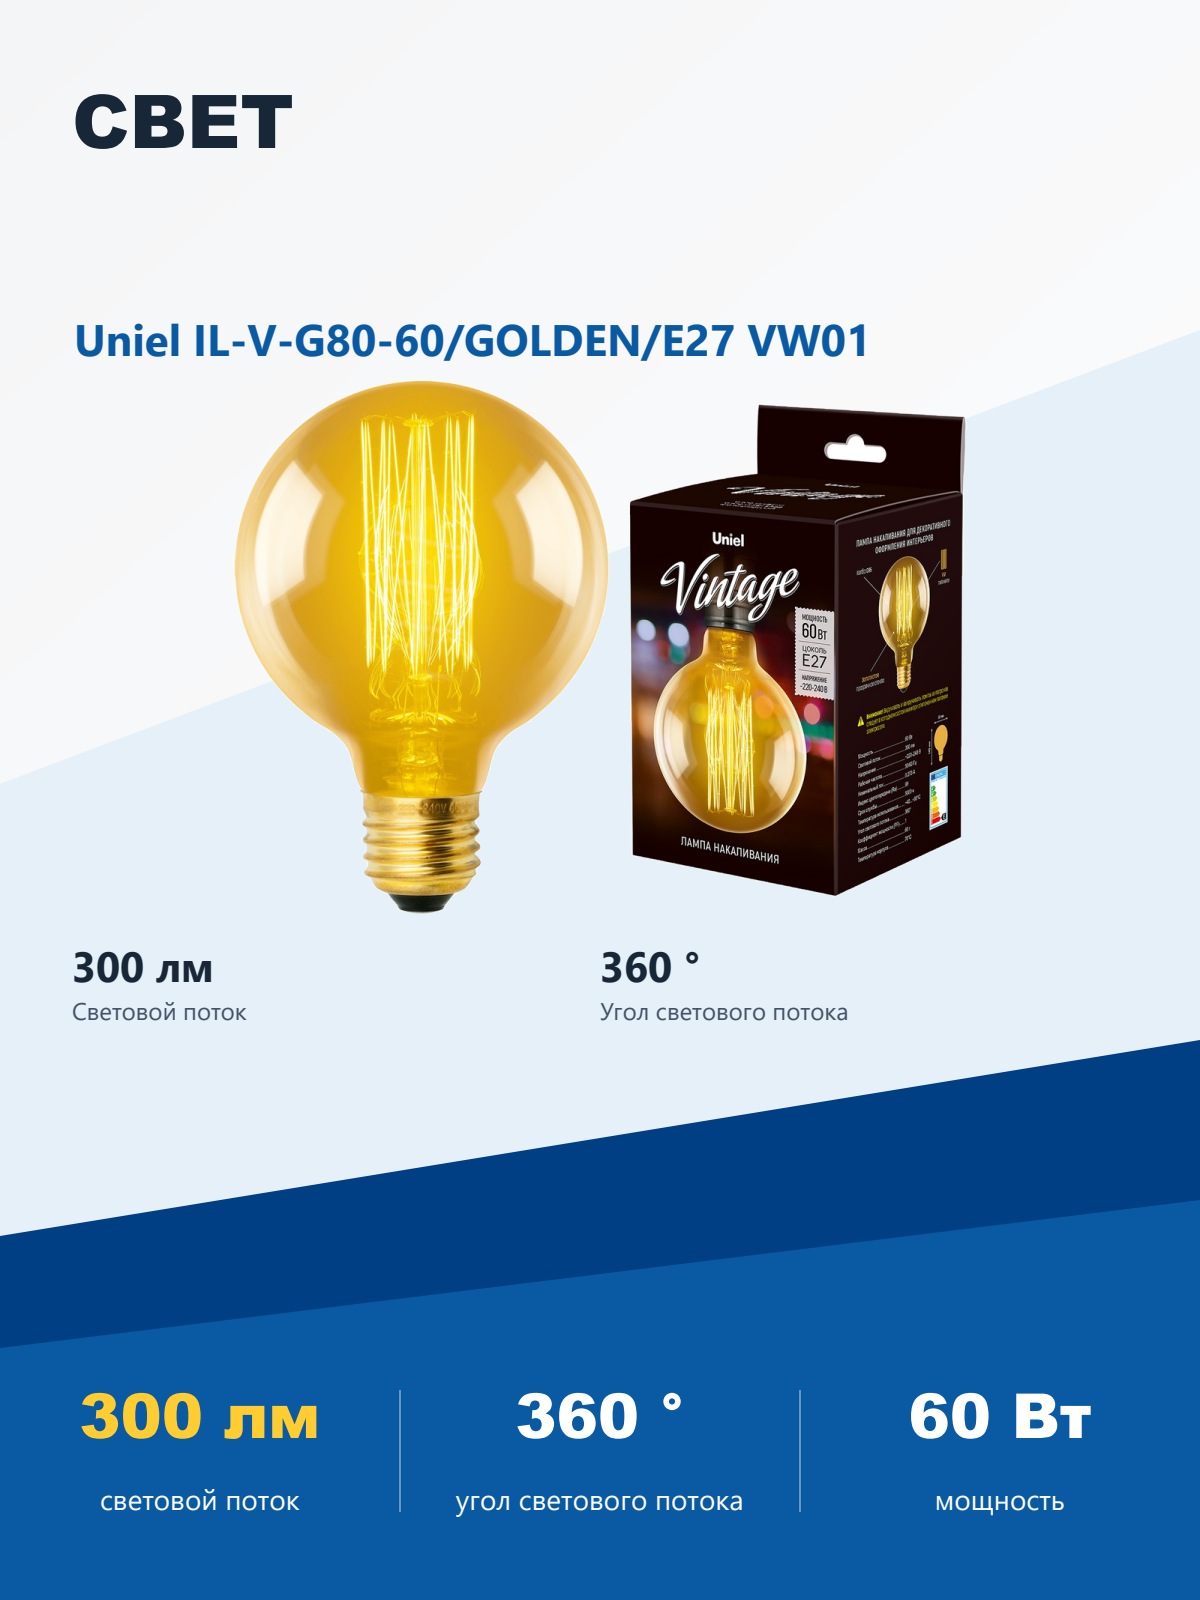 СВЕТ
Uniel IL-V-G80-60/GOLDEN/E27 VW01
Vintage
Uniel
Vintage
МОЩНОСТЬ
60Вт
ЦОКОЛЬ
E27
НАПРЯЖЕНИЕ
~220-240 В
ЛАМПА НАКАЛИВАНИЯ
ЛАМПА НАКАЛИВАНИЯ ДЛЯ ДЕКОРАТИВНОГО
ОФОРМЛЕНИЯ ИНТЕРЬЕРОВ
300 лм
Световой поток
360 °
Угол светового потока
300 лм
световой поток
360 °
угол светового потока
60 Вт
мощность